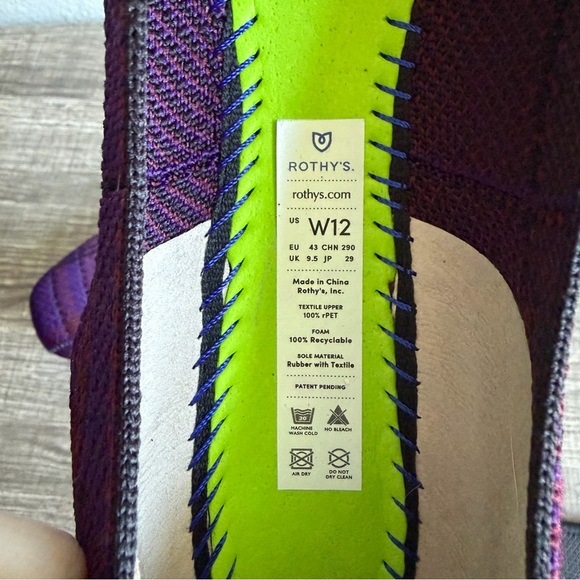 ROTHY'S.
rothys.com
US W12
EU 43 CHN 290
UK 9.5 JP 29
Made in China
Rothy's, Inc.
TEXTILE UPPER
100% rPET
FOAM
100% Recyclable
SOLE MATERIAL
Rubber with Textile
PATENT PENDING
30°
MACHINE WASH COLD
NO BLEACH
AIR DRY
DO NOT DRY CLEAN